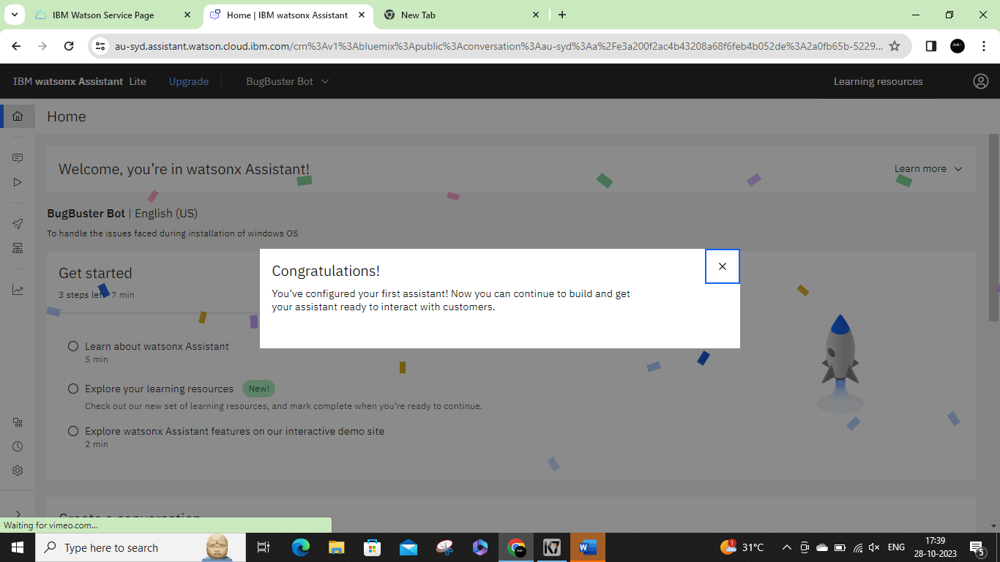 IBM Watson Service Page
Home | IBM watsonx Assistant
New Tab
au-syd.assistant.watson.cloud.ibm.com/crn%3Av1%3Abluemix%3Apublic%3Aconversation%3Aau-syd%3Aa%2Fe3a200f2ac4b43208a68f6feb4b052de%3A2a0fb65b-5229...
IBM watsonx Assistant Lite
Upgrade
BugBuster Bot
Learning resources
Home
Welcome, you’re in watsonx Assistant!
Learn more
BugBuster Bot | English (US)
To handle the issues faced during installation of windows OS
Get started
3 steps left 7 min
Congratulations!
You’ve configured your first assistant! Now you can continue to build and get
your assistant ready to interact with customers.
Learn about watsonx Assistant
5 min
Explore your learning resources New!
Check out our new set of learning resources, and mark complete when you’re ready to continue.
Explore watsonx Assistant features on our interactive demo site
2 min
Create a conversation
Waiting for vimeo.com...
Type here to search
1
31°C
ENG
17:39
28-10-2023
5